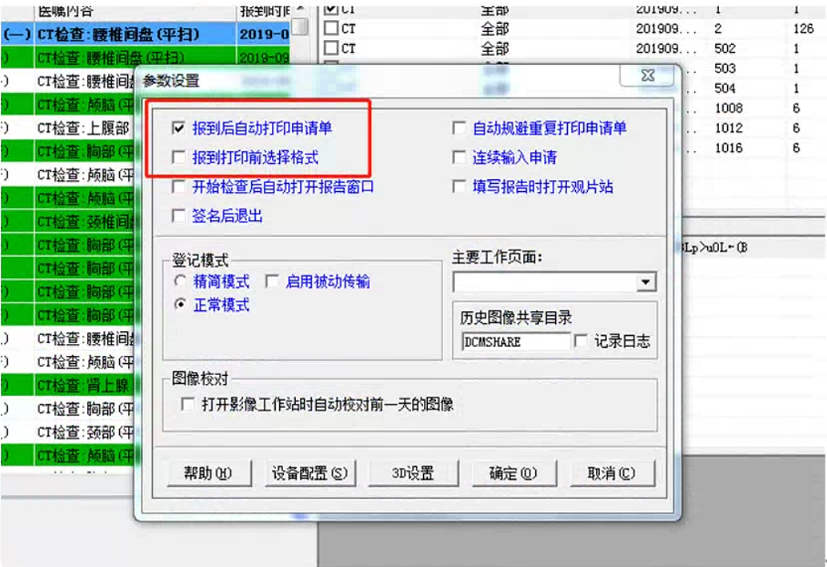 医嘱内容 报到时间
CT 全部 201909... 1 1
(一) CT检查:腰椎间盘(平扫) 2019-0
CT 全部 201909... 2 126
CT 全部 201909... 502 1
CT检查:腰椎间盘(平扫) 2019-09
503 1
参数设置
CT检查:腰椎间
504 1
CT检查:颅脑(平
1008 6
报到后自动打印申请单 自动规避重复打印申请单
CT检查:上腹部
1012 6
CT检查:胸部(平
1016 6
报到打印前选择格式 连续输入申请
CT检查:颅脑(平
开始检查后自动打开报告窗口 填写报告时打开观片站
CT检查:颅脑(平
签名后退出
CT检查:颈椎间
CT检查:胸部(平
Lp>uOL←(B
登记模式 主要工作页面:
CT检查:胸部(平
精简模式 启用被动传输
CT检查:胸部(平
正常模式
CT检查:胸部(平
历史图像共享目录
CT检查:腰椎间
DCMSHARE 记录日志
CT检查:颅脑(平
图像校对
CT检查:肾上腺
打开影像工作站时自动校对前一天的图像
CT检查:胸部(平
CT检查:颈部(平
CT检查:颅脑(平
帮助(H) 设备配置(S) 3D设置 确定(O) 取消(C)